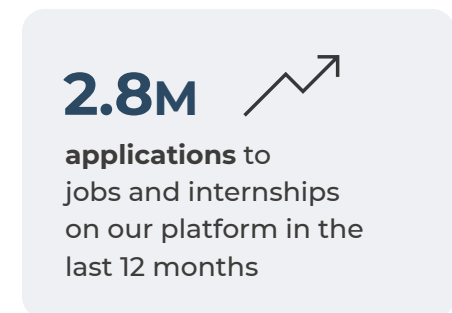 2.8M
applications to
jobs and internships
on our platform in the
last 12 months